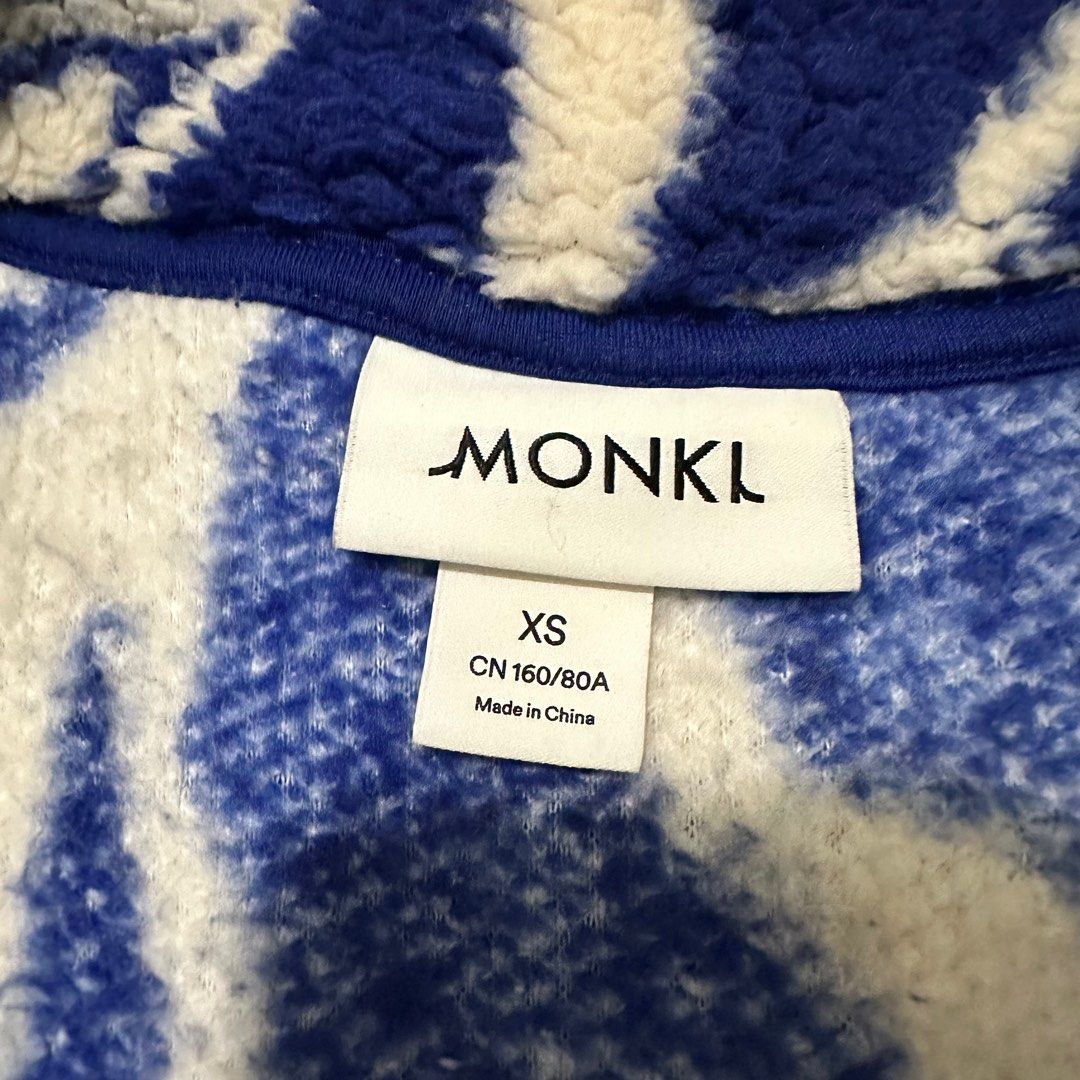 MONKI
XS
CN 160/80A
Made in China